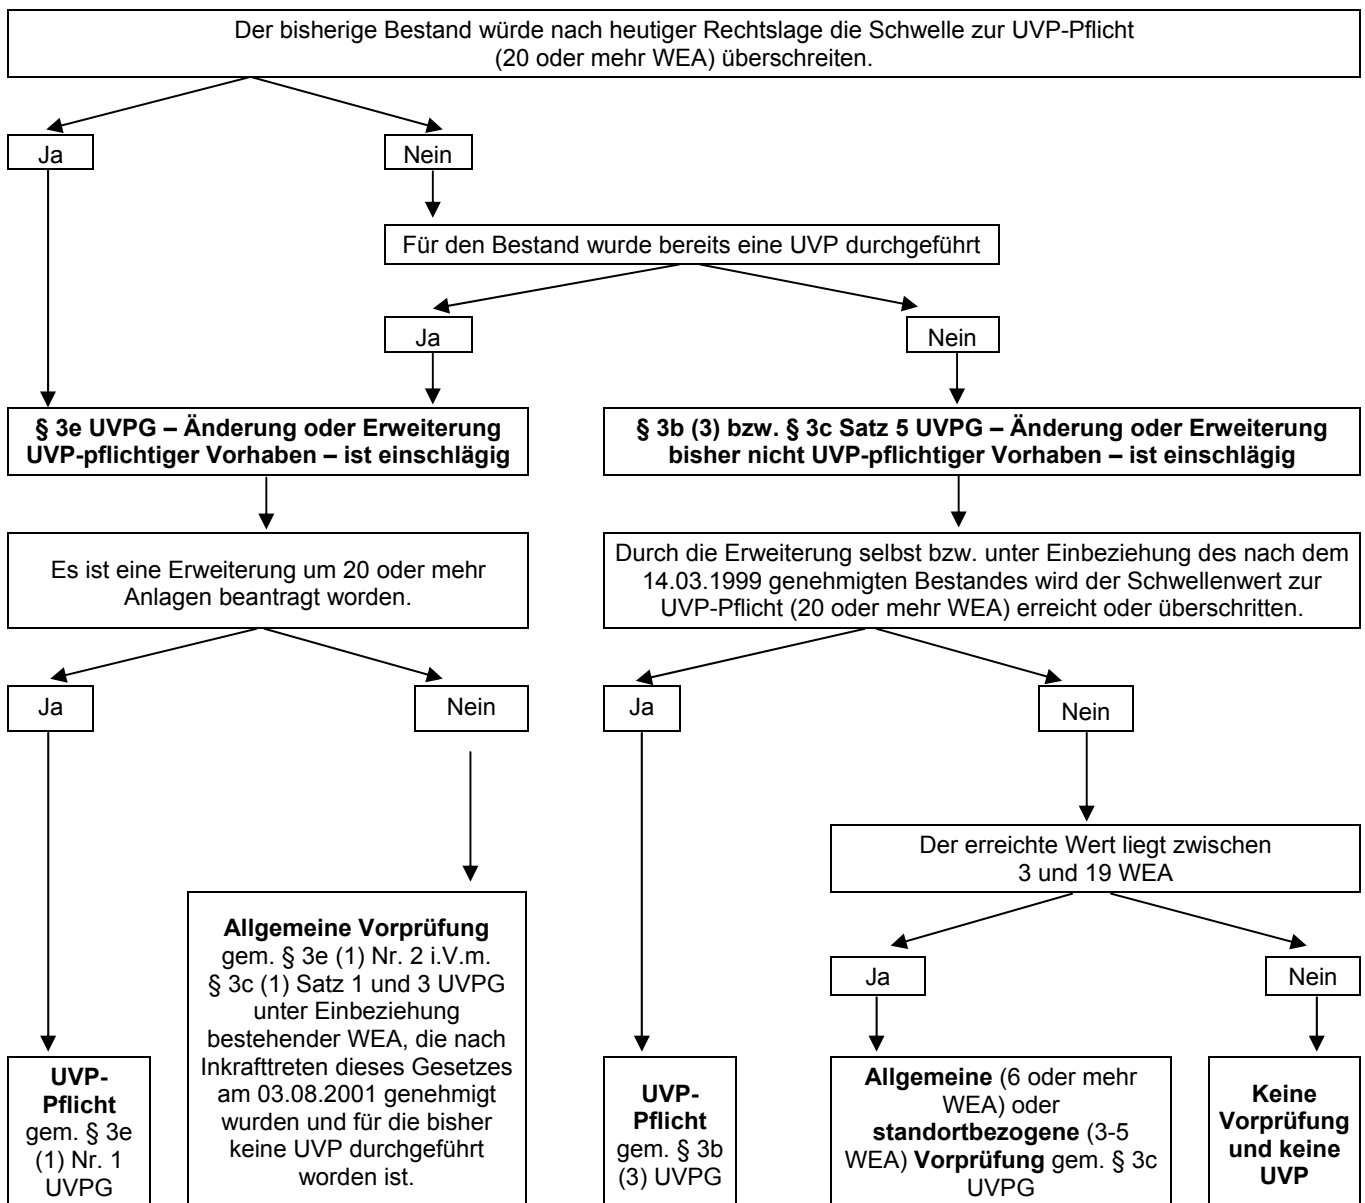 Der bisherige Bestand würde nach heutiger Rechtslage die Schwelle zur UVP-Pflicht
(20 oder mehr WEA) überschreiten.
Ja
Nein
Für den Bestand wurde bereits eine UVP durchgeführt
Ja
Nein
§ 3e UVPG – Änderung oder Erweiterung
UVP-pflichtiger Vorhaben – ist einschlägig
§ 3b (3) bzw. § 3c Satz 5 UVPG – Änderung oder Erweiterung
bisher nicht UVP-pflichtiger Vorhaben – ist einschlägig
Es ist eine Erweiterung um 20 oder mehr
Anlagen beantragt worden.
Durch die Erweiterung selbst bzw. unter Einbeziehung des nach dem
14.03.1999 genehmigten Bestandes wird der Schwellenwert zur
UVP-Pflicht (20 oder mehr WEA) erreicht oder überschritten.
Ja
Nein
Ja
Nein
Der erreichte Wert liegt zwischen
3 und 19 WEA
Ja
Nein
UVP-
Pflicht
gem. § 3e
(1) Nr. 1
UVPG
Allgemeine Vorprüfung
gem. § 3e (1) Nr. 2 i.V.m.
§ 3c (1) Satz 1 und 3 UVPG
unter Einbeziehung
bestehender WEA, die nach
Inkrafttreten dieses Gesetzes
am 03.08.2001 genehmigt
wurden und für die bisher
keine UVP durchgeführt
worden ist.
UVP-
Pflicht
gem. § 3b
(3) UVPG
Allgemeine (6 oder mehr
WEA) oder
standortbezogene (3-5
WEA) Vorprüfung gem. § 3c
UVPG
Keine
Vorprüfung
und keine
UVP